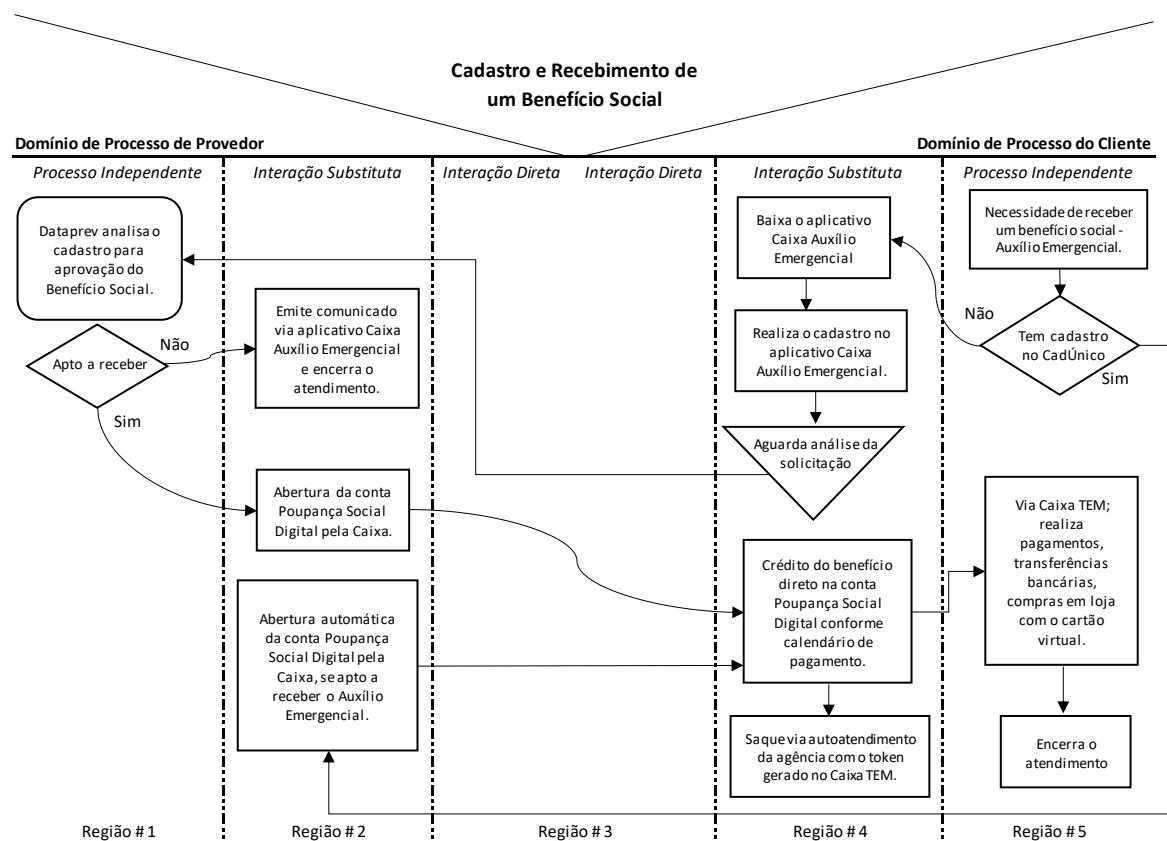 Cadastro e Recebimento de
um Benefício Social
Domínio de Processo de Provedor
Domínio de Processo do Cliente
Processo Independente
Interação Substituta
Interação Direta
Interação Direta
Interação Substituta
Processo Independente
Dataprev analisa o
cadastro para
aprovação do
Benefício Social.
Apto a receber
Não
Sim
Emite comunicado
via aplicativo Caixa
Auxílio Emergencial
e encerra o
atendimento.
Abertura da conta
Poupança Social
Digital pela Caixa.
Abertura automática
da conta Poupança
Social Digital pela
Caixa, se apto a
receber o Auxílio
Emergencial.
Baixa o aplicativo
Caixa Auxílio
Emergencial
Realiza o cadastro no
aplicativo Caixa
Auxílio Emergencial.
Aguarda análise da
solicitação
Crédito do benefício
direto na conta
Poupança Social
Digital conforme
calendário de
pagamento.
Saque via autoatendimento
da agência com o token
gerado no Caixa TEM.
Necessidade de receber
um benefício social -
Auxílio Emergencial.
Não
Tem cadastro
no CadÚnico
Sim
Via Caixa TEM;
realiza
pagamentos,
transferências
bancárias,
compras em loja
com o cartão
virtual.
Encerra o
atendimento
Região # 1
Região # 2
Região # 3
Região # 4
Região # 5